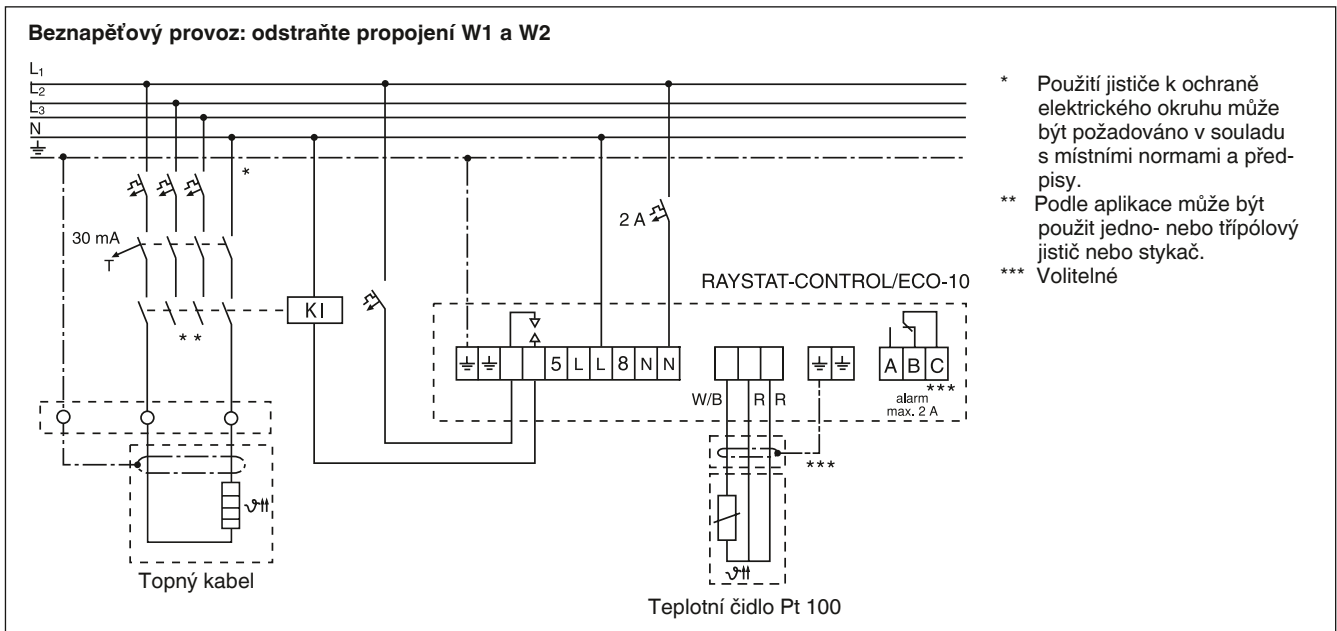 Beznapěťový provoz: odstraňte propojení W1 a W2
L1
L2
L3
N
*
30 mA
T
* *
KI
2 A
RAYSTAT-CONTROL/ECO-10
5 L L 8 N N
A B C
***
alarm
max. 2 A
W/B R R
***
ϑ
ϑ
Topný kabel
Teplotní čidlo Pt 100
* Použití jističe k ochraně
elektrického okruhu může
být požadováno v souladu
s místními normami a před-
pisy.
** Podle aplikace může být
použit jedno- nebo třípólový
jistič nebo stykač.
*** Volitelné